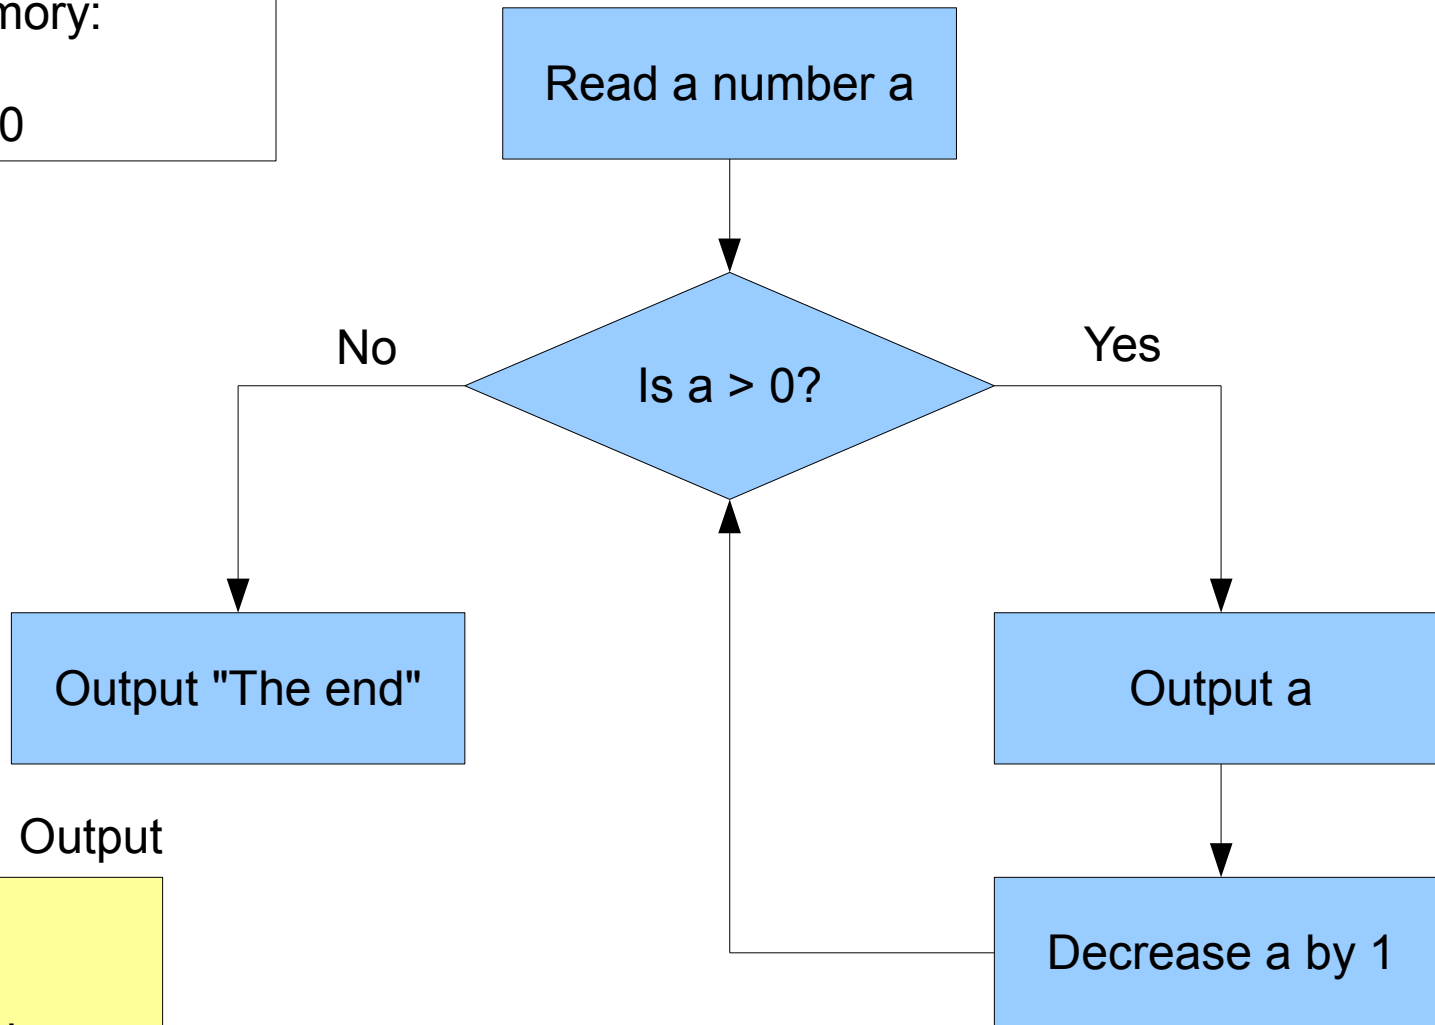 mory:
0
Read a number a
Is a > 0?
No
Yes
Output "The end"
Output a
Output
Decrease a by 1